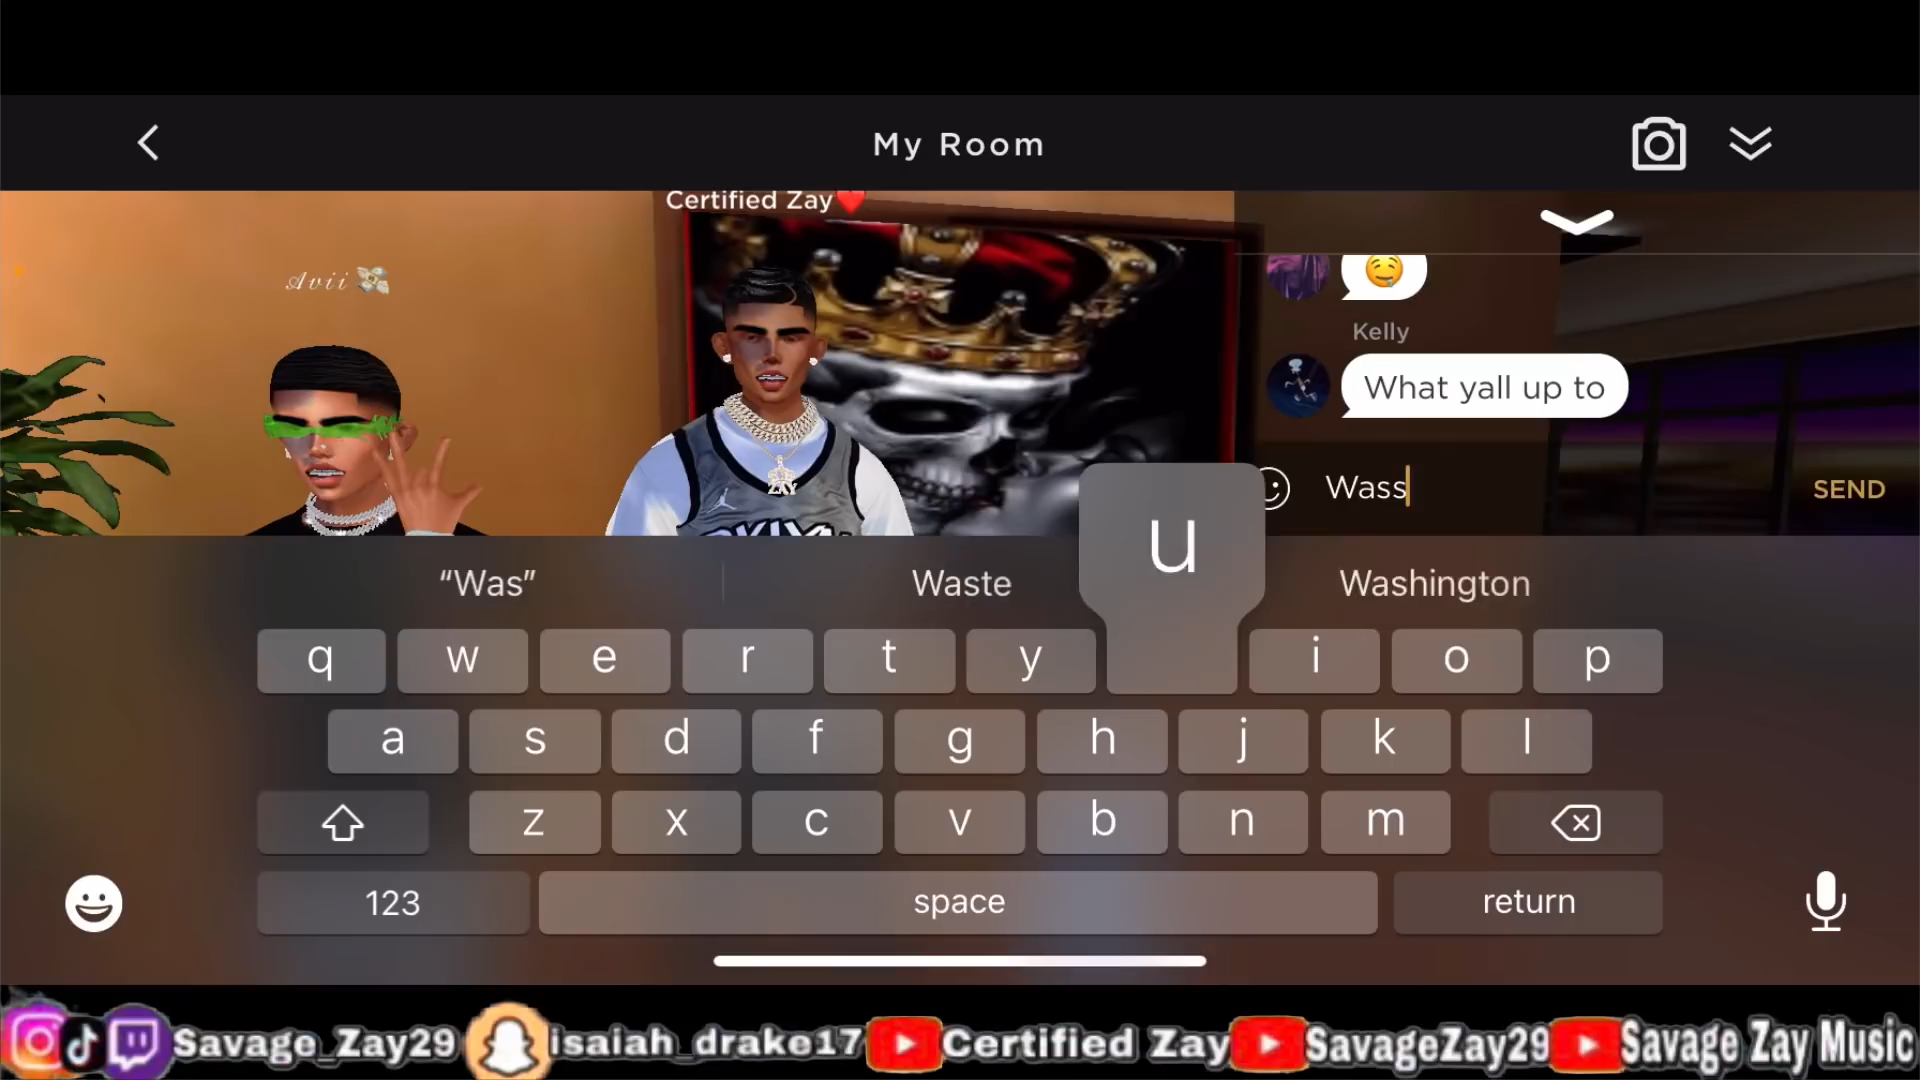 My Room
Certified Zay❤️
Avii 💸
🤤
Kelly
What yall up to
Wass
SEND
u
“Was”
Waste
Washington
q w e r t y i o p
a s d f g h j k l
z x c v b n m
123
space
return
ZAY
Savage_Zay29
isaiah_drake17
Certified Zay
SavageZay29
Savage Zay Music